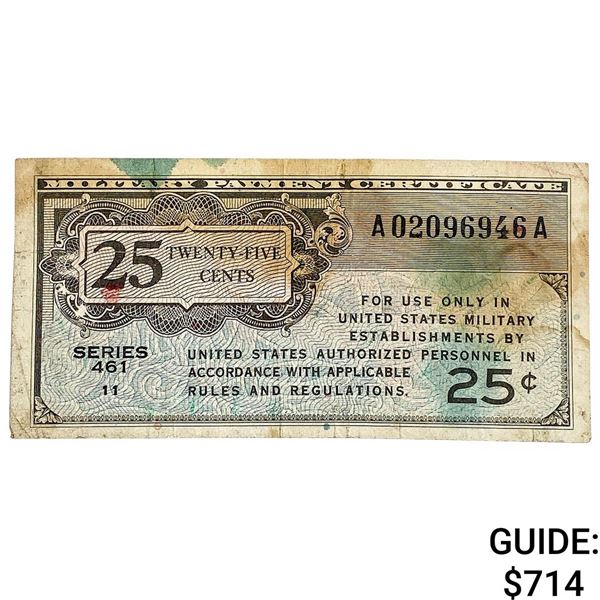 MILITARY PAYMENT CERTIFICATE
A02096946A
25 TWENTY-FIVE
CENTS
FOR USE ONLY IN
UNITED STATES MILITARY
ESTABLISHMENTS BY
UNITED STATES AUTHORIZED PERSONNEL IN
ACCORDANCE WITH APPLICABLE
RULES AND REGULATIONS.
SERIES
461
11
25¢
GUIDE:
$714